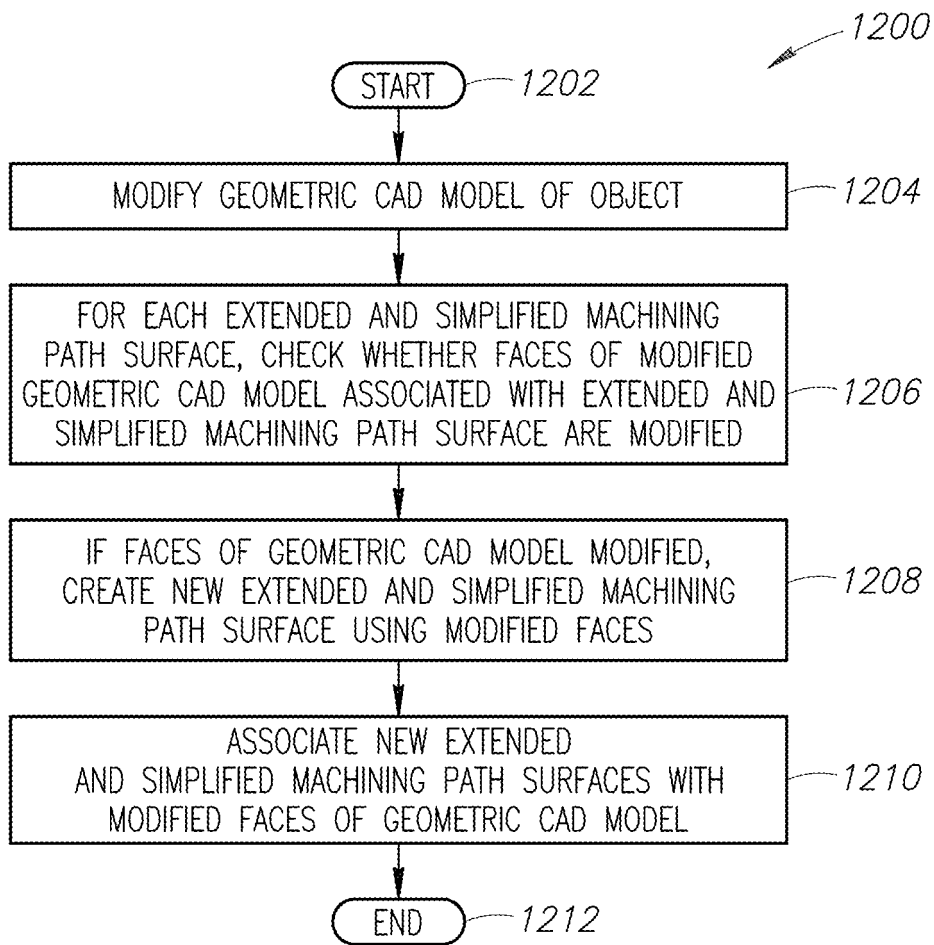 1200
START 1202
MODIFY GEOMETRIC CAD MODEL OF OBJECT 1204
FOR EACH EXTENDED AND SIMPLIFIED MACHINING
PATH SURFACE, CHECK WHETHER FACES OF MODIFIED
GEOMETRIC CAD MODEL ASSOCIATED WITH EXTENDED AND 1206
SIMPLIFIED MACHINING PATH SURFACE ARE MODIFIED
IF FACES OF GEOMETRIC CAD MODEL MODIFIED,
CREATE NEW EXTENDED AND SIMPLIFIED MACHINING 1208
PATH SURFACE USING MODIFIED FACES
ASSOCIATE NEW EXTENDED
AND SIMPLIFIED MACHINING PATH SURFACES WITH 1210
MODIFIED FACES OF GEOMETRIC CAD MODEL
END 1212